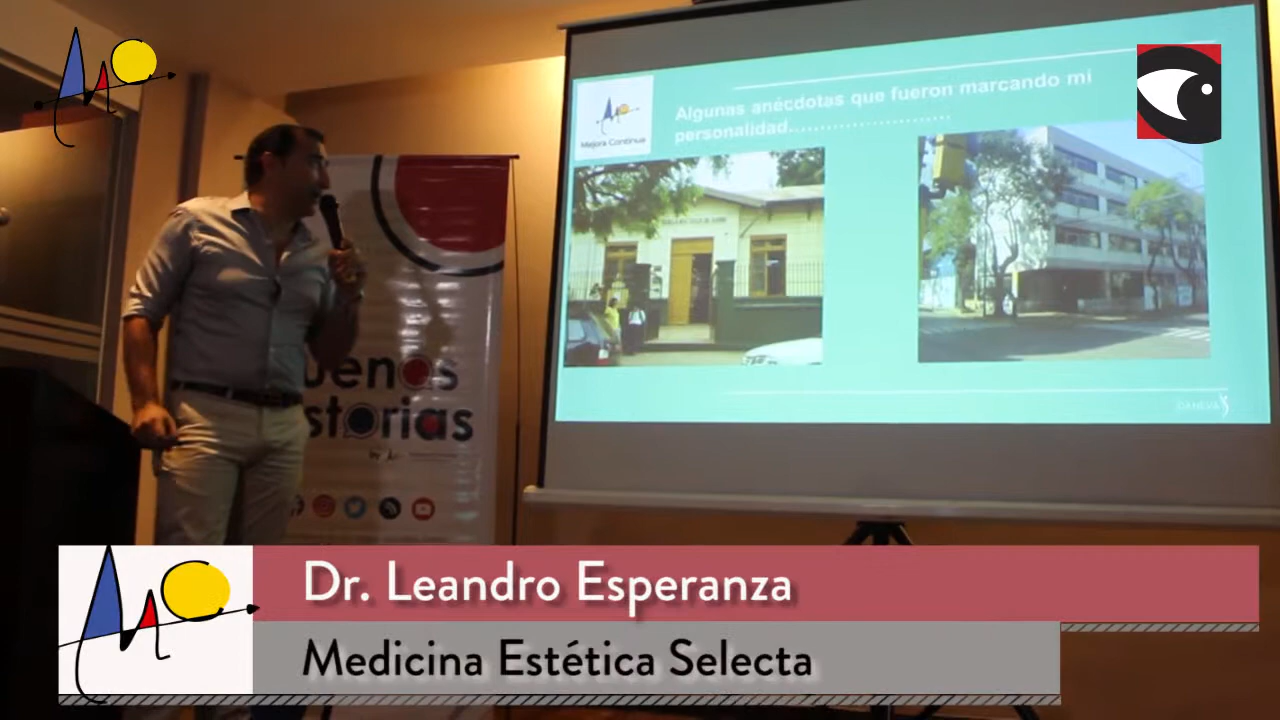 Algunas anécdotas que fueron marcando mi
personalidad............................
Mejora Continua
uenas
storias
Dr. Leandro Esperanza
Medicina Estética Selecta